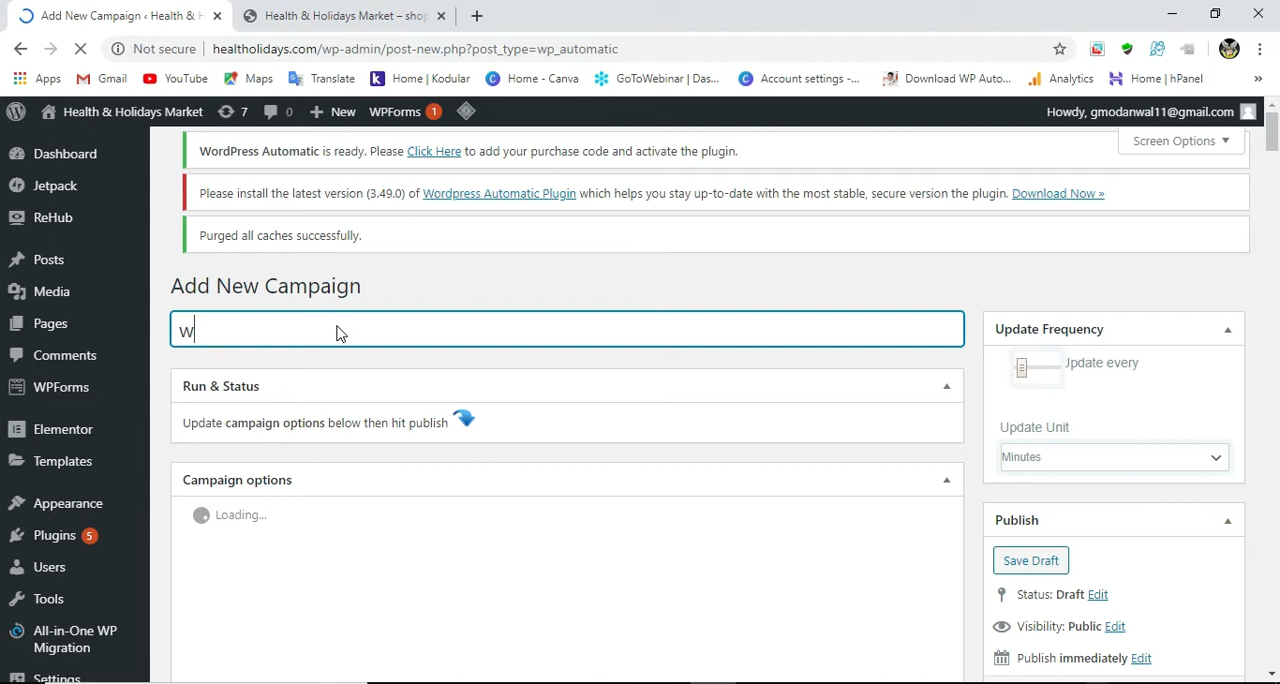 Add New Campaign ‹ Health & H
Health & Holidays Market – shop
Not secure
healtholidays.com/wp-admin/post-new.php?post_type=wp_automatic
Apps
Gmail
YouTube
Maps
Translate
Home | Kodular
Home - Canva
GoToWebinar | Das...
Account settings -...
Download WP Auto...
Analytics
Home | hPanel
»
Health & Holidays Market
7
0
New
WPForms 1
Howdy, gmodanwal11@gmail.com
Dashboard
Jetpack
ReHub
Posts
Media
Pages
Comments
WPForms
Elementor
Templates
Appearance
Plugins 5
Users
Tools
All-in-One WP
Migration
Settings
Screen Options
WordPress Automatic is ready. Please Click Here to add your purchase code and activate the plugin.
Please install the latest version (3.49.0) of Wordpress Automatic Plugin which helps you stay up-to-date with the most stable, secure version the plugin. Download Now »
Purged all caches successfully.
Add New Campaign
W
Run & Status
Update campaign options below then hit publish
Campaign options
Loading...
Update Frequency
Update every
Update Unit
Minutes
Publish
Save Draft
Status: Draft Edit
Visibility: Public Edit
Publish immediately Edit